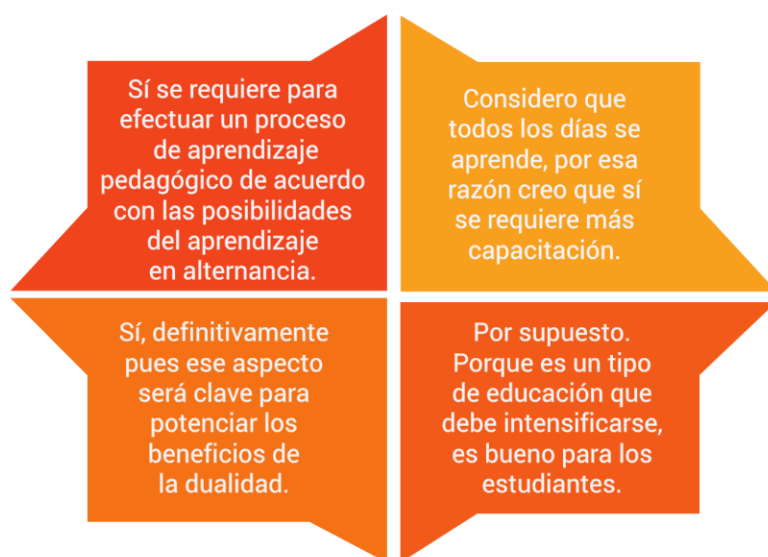 Sí se requiere para
efectuar un proceso
de aprendizaje
pedagógico de acuerdo
con las posibilidades
del aprendizaje
en alternancia.
Considero que
todos los días se
aprende, por esa
razón creo que sí
se requiere más
capacitación.
Sí, definitivamente
pues ese aspecto
será clave para
potenciar los
beneficios de
la dualidad.
Por supuesto.
Porque es un tipo
de educación que
debe intensificarse,
es bueno para los
estudiantes.